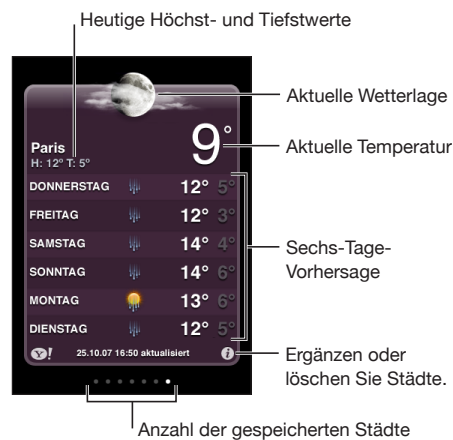 Heutige Höchst- und Tiefstwerte
Aktuelle Wetterlage
Paris
H: 12° T: 5°
9°
Aktuelle Temperatur
DONNERSTAG 12° 5°
FREITAG 12° 3°
SAMSTAG 14° 4°
SONNTAG 14° 6°
MONTAG 13° 6°
DIENSTAG 12° 5°
Sechs-Tage-
Vorhersage
Y! 25.10.07 16:50 aktualisiert i
Ergänzen oder
löschen Sie Städte.
Anzahl der gespeicherten Städte